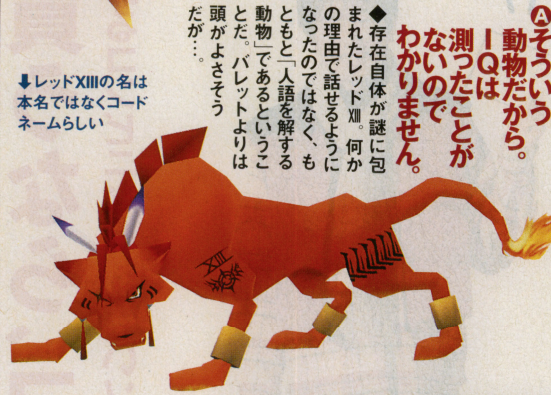 Ⓐそういう
動物だから。
IQは
測ったことが
ないので
わかりません。
◆存在自体が謎に包
まれたレッドⅩⅢ。何か
の理由で話せるように
なったのではなく、も
ともと「人語を解する
動物」であるというこ
とだ。バレットよりは
頭がよさそう
だが…。
⬇レッドⅩⅢの名は
本名ではなくコード
ネームらしい
XIII